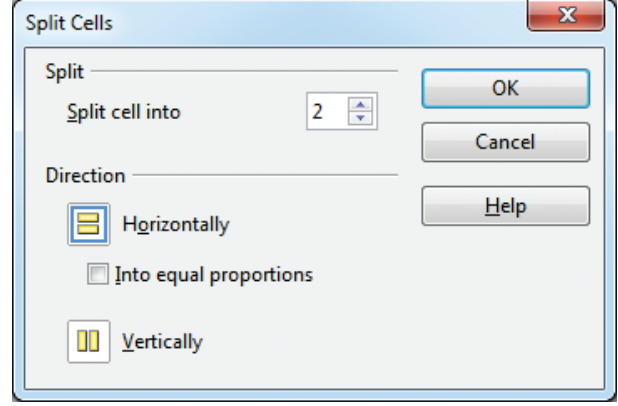 Split Cells
Split
Split cell into 2
OK
Cancel
Direction
Help
Horizontally
Into equal proportions
Vertically